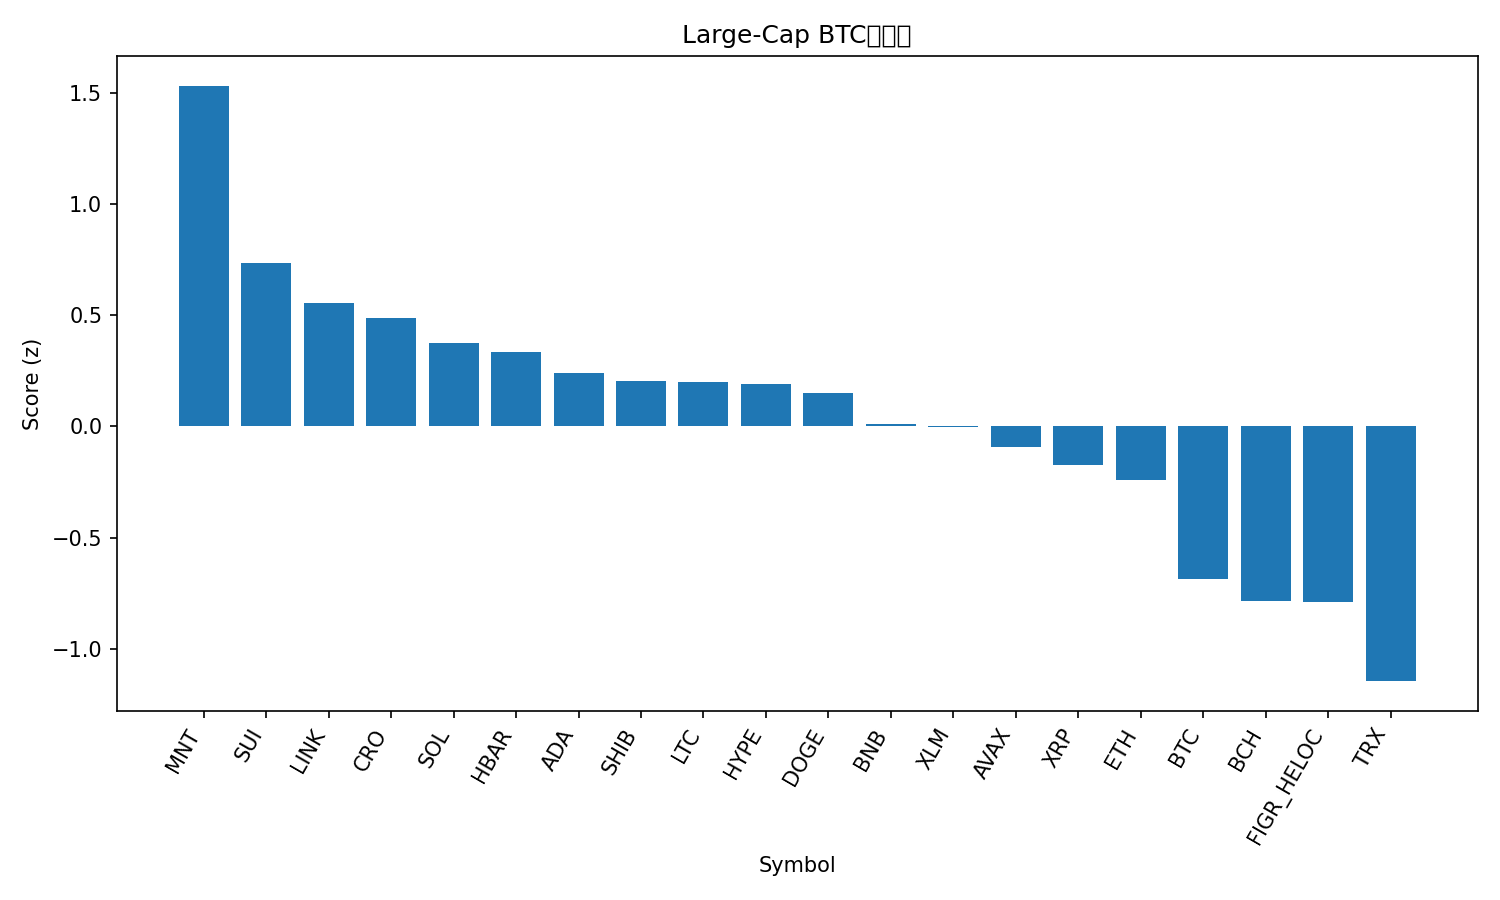 Large-Cap BTC
1.5
1.0
0.5
0.0
−0.5
−1.0
Score (z)
MNT
SUI
LINK
CRO
SOL
HBAR
ADA
SHIB
LTC
HYPE
DOGE
BNB
XLM
AVAX
XRP
ETH
BTC
BCH
FIGR_HELOC
TRX
Symbol